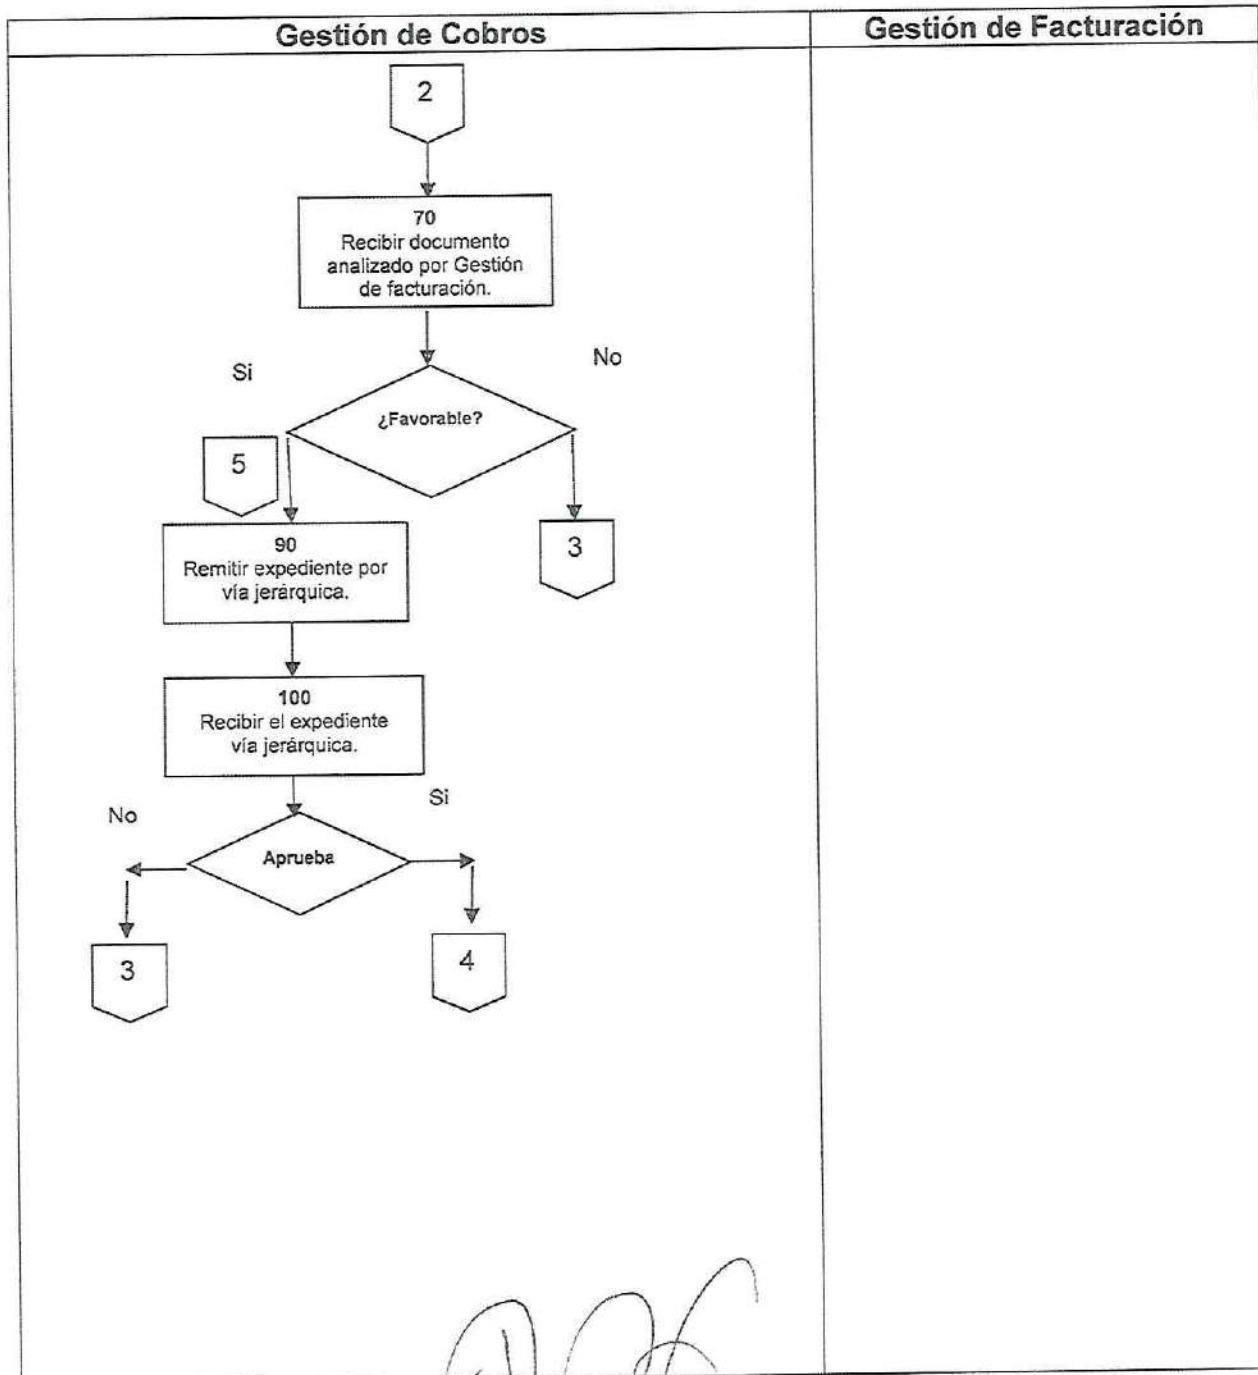 Gestión de Cobros
Gestión de Facturación
2
70
Recibir documento
analizado por Gestión
de facturación.
Si
No
¿Favorable?
5
3
90
Remitir expediente por
vía jerárquica.
100
Recibir el expediente
vía jerárquica.
No
Si
Aprueba
3
4